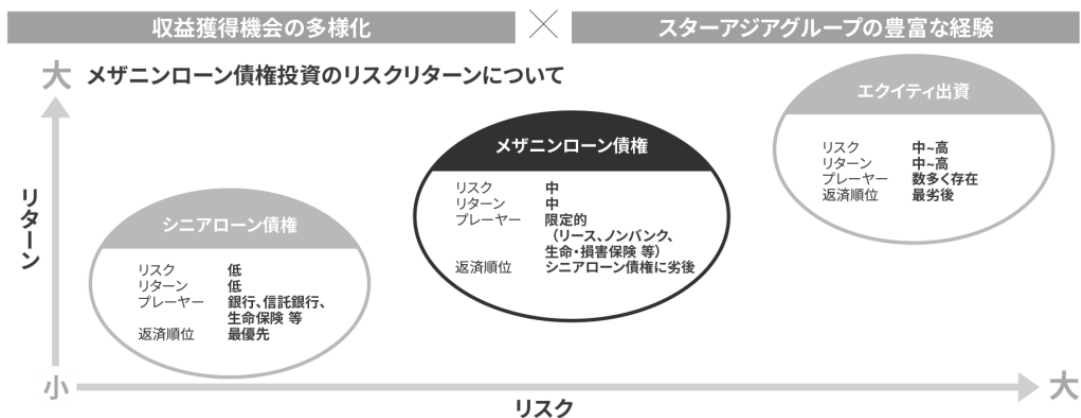 収益獲得機会の多様化
スターアジアグループの豊富な経験
大 メザニンローン債権投資のリスクリターンについて
リターン
シニアローン債権
リスク 低
リターン 低
プレーヤー 銀行、信託銀行、
生命保険 等
返済順位 最優先
メザニンローン債権
リスク 中
リターン 中
プレーヤー 限定的
（リース、ノンバンク、
生命・損害保険 等）
返済順位 シニアローン債権に劣後
エクイティ出資
リスク 中~高
リターン 中~高
プレーヤー 数多く存在
返済順位 最劣後
小
リスク
大